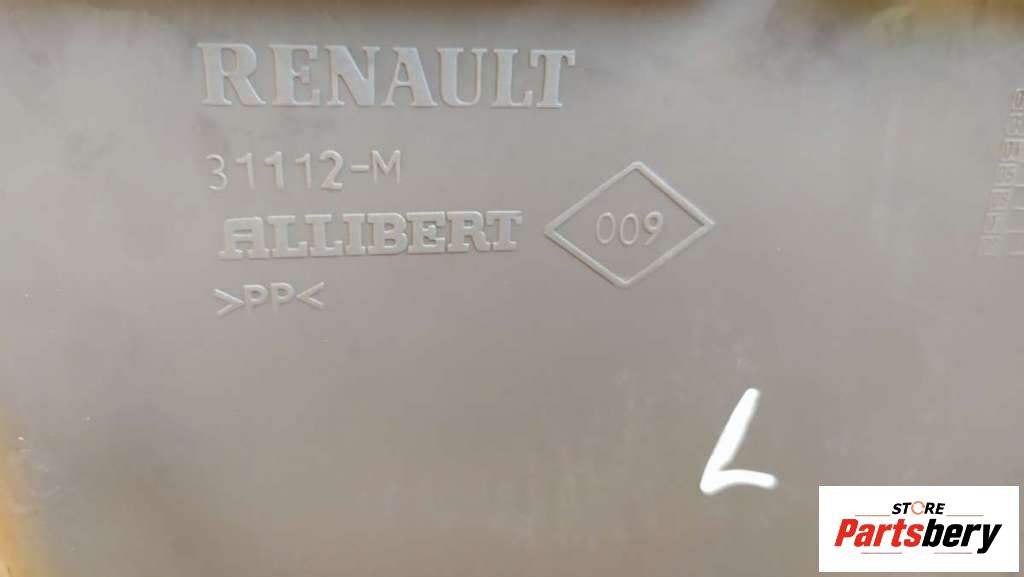 RENAULT
31112-M
ALLIBERT
009
>PP<
L
STORE
Partsbery